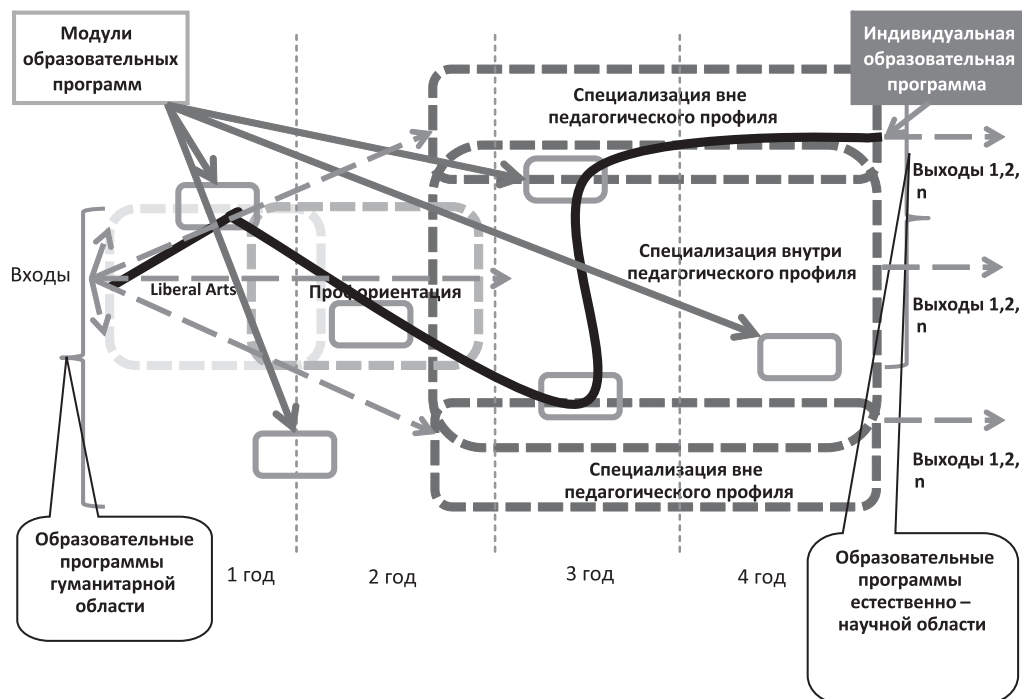 Модули
образовательных
программ
Индивидуальная
образовательная
программа
Специализация вне
педагогического профиля
Выходы 1,2,
n
Входы
Liberal Arts
Профориентация
Специализация внутри
педагогического профиля
Выходы 1,2,
n
Специализация вне
педагогического профиля
Выходы 1,2,
n
Образовательные
программы
гуманитарной
области
1 год
2 год
3 год
4 год
Образовательные
программы
естественно –
научной области